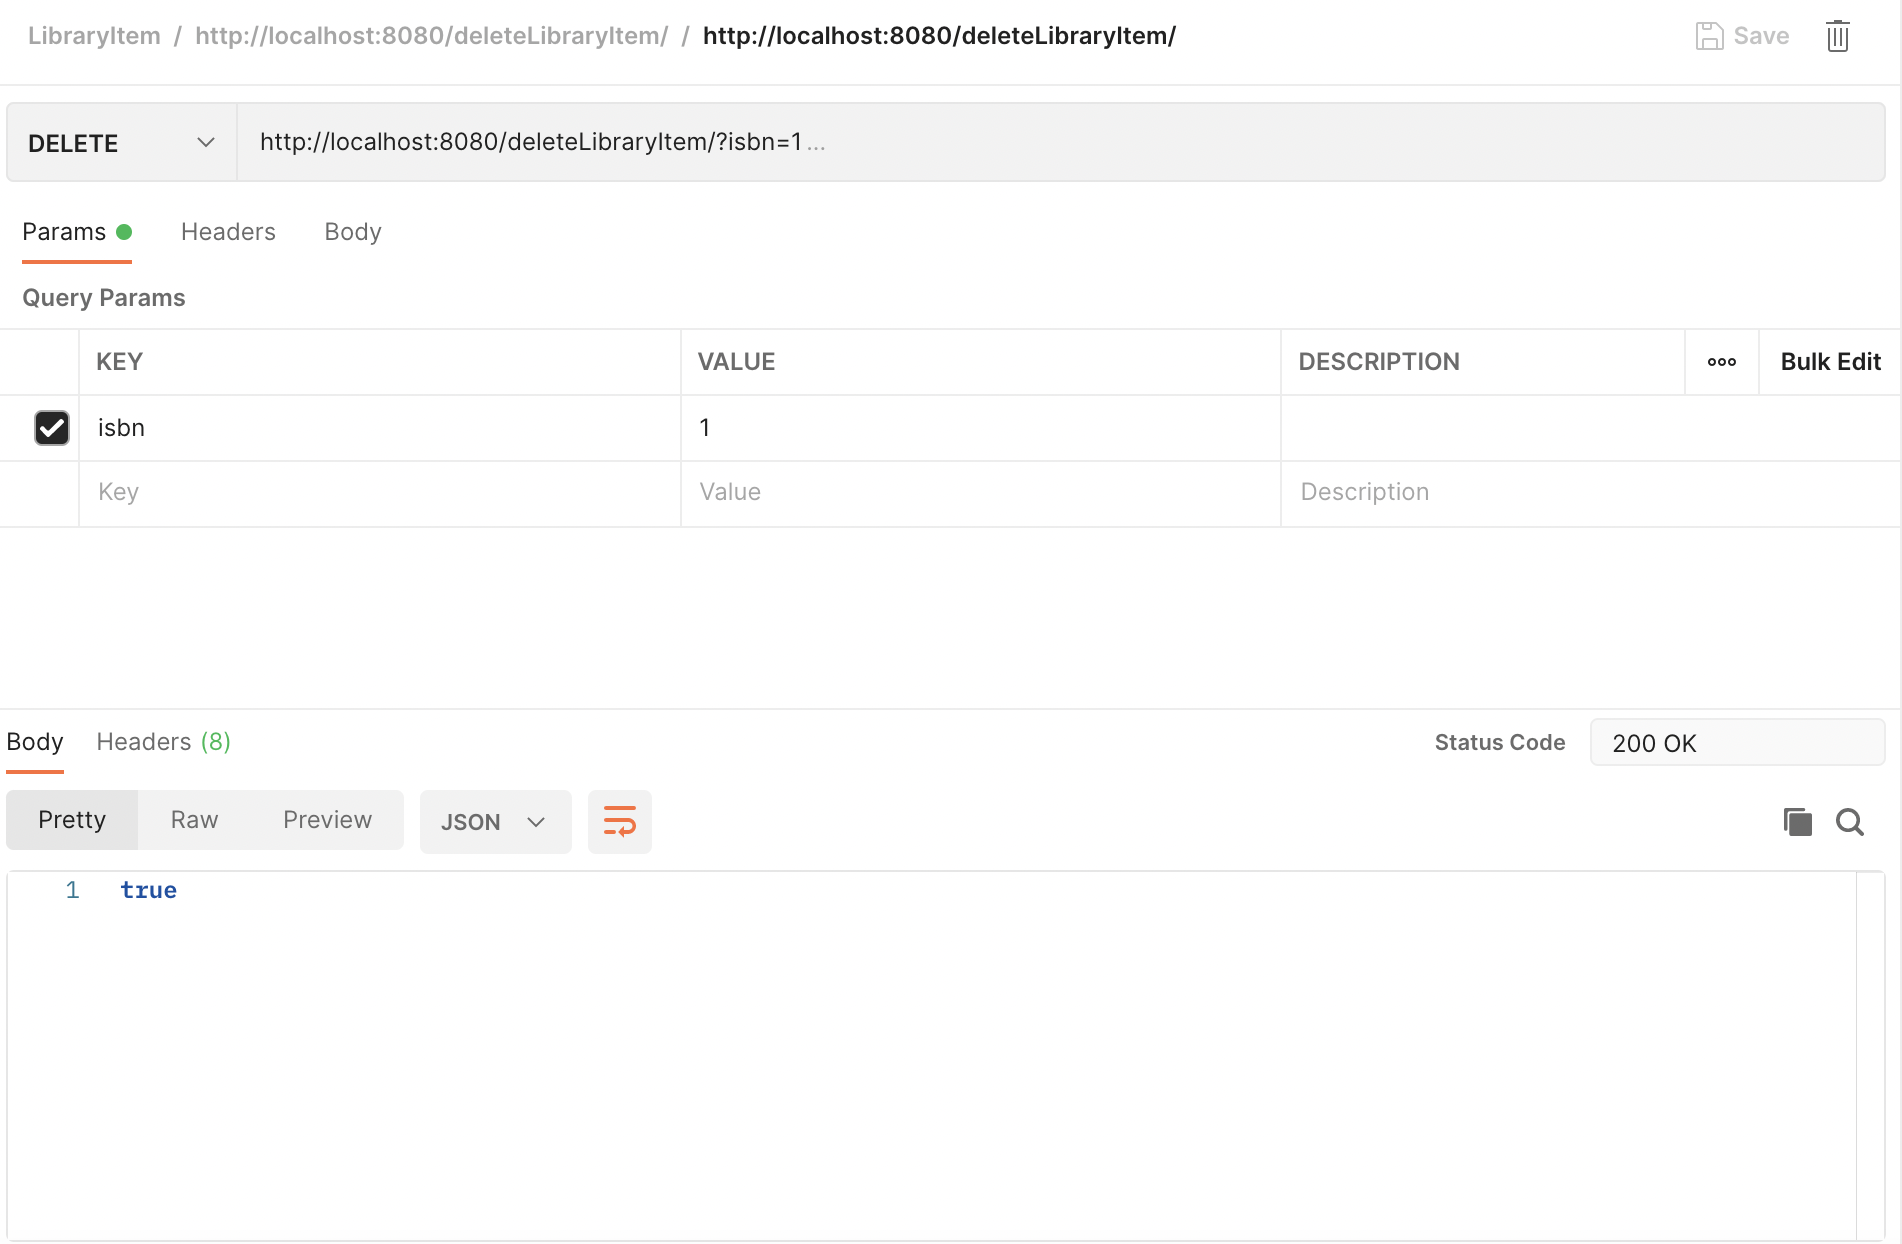 LibraryItem / http://localhost:8080/deleteLibraryItem/ / http://localhost:8080/deleteLibraryItem/ Save
DELETE http://localhost:8080/deleteLibraryItem/?isbn=1 ...
Params Headers Body
Query Params
KEY VALUE DESCRIPTION Bulk Edit
isbn 1
Key Value Description
Body Headers (8) Status Code 200 OK
Pretty Raw Preview JSON
1 true